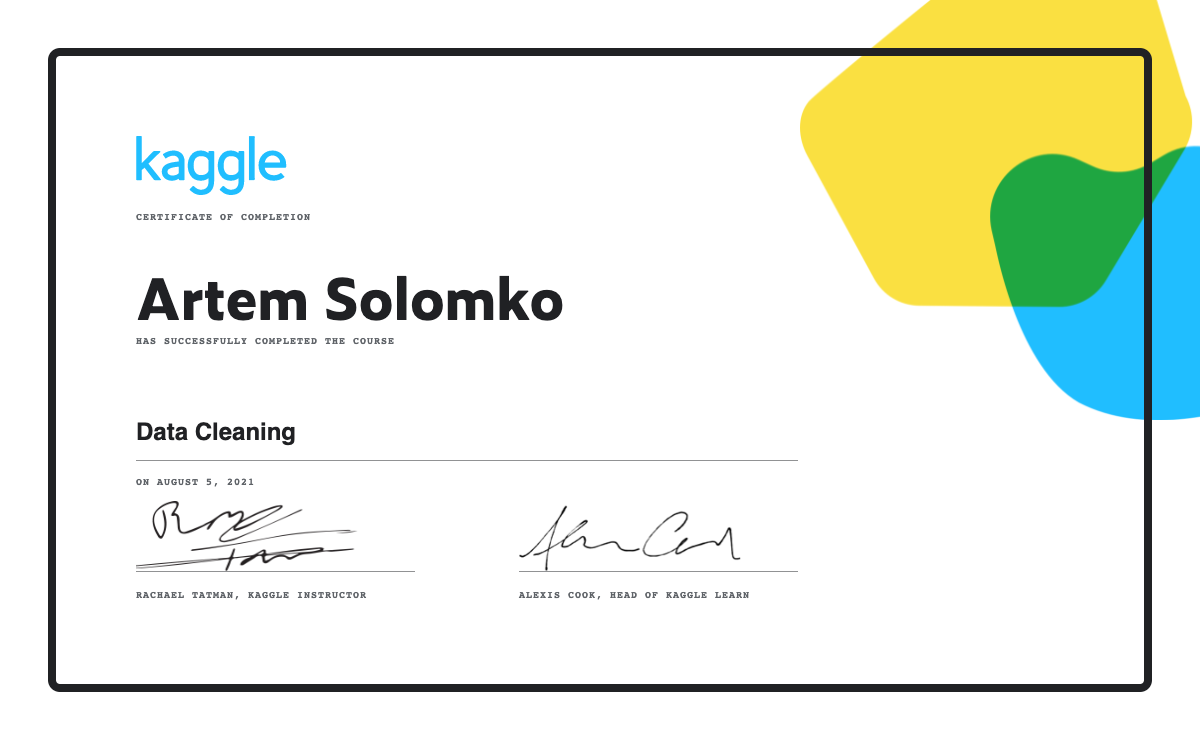 kaggle
CERTIFICATE OF COMPLETION
Artem Solomko
HAS SUCCESSFULLY COMPLETED THE COURSE
Data Cleaning
ON AUGUST 5, 2021
RACHAEL TATMAN, KAGGLE INSTRUCTOR
ALEXIS COOK, HEAD OF KAGGLE LEARN